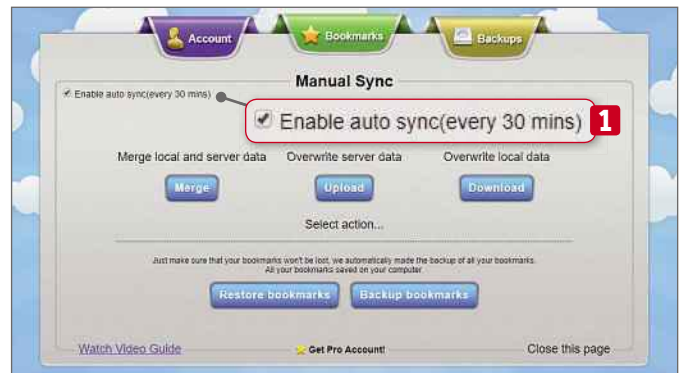 Account Bookmarks Backups
Manual Sync
Enable auto sync(every 30 mins)
Enable auto sync(every 30 mins) 1
Merge local and server data Overwrite server data Overwrite local data
Merge Upload Download
Select action...
Just make sure that your bookmarks won't be lost, we automatically made the backup of all your bookmarks.
All your bookmarks saved on your computer.
Restore bookmarks Backup bookmarks
Watch Video Guide Get Pro Account! Close this page